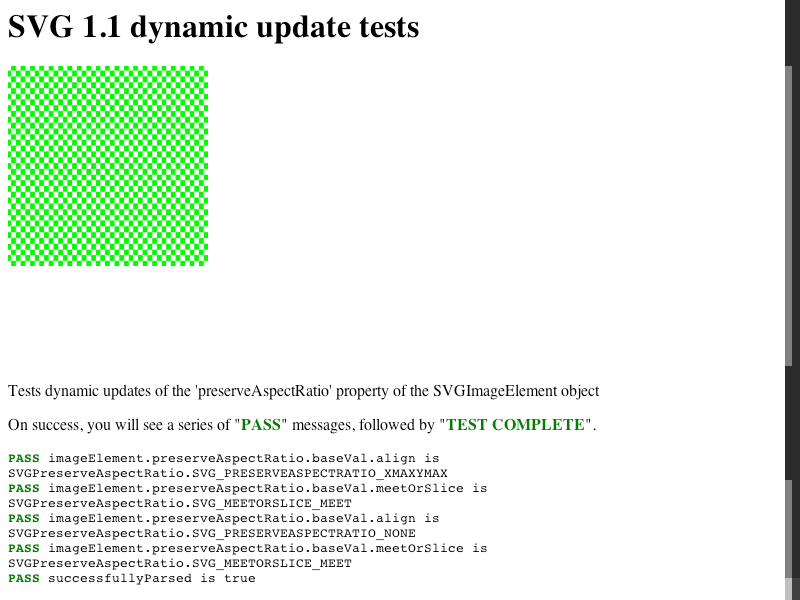 SVG 1.1 dynamic update tests
Tests dynamic updates of the 'preserveAspectRatio' property of the SVGImageElement object
On success, you will see a series of "PASS" messages, followed by "TEST COMPLETE".
PASS imageElement.preserveAspectRatio.baseVal.align is
SVGPreserveAspectRatio.SVG_PRESERVEASPECTRATIO_XMAXYMAX
PASS imageElement.preserveAspectRatio.baseVal.meetOrSlice is
SVGPreserveAspectRatio.SVG_MEETORSLICE_MEET
PASS imageElement.preserveAspectRatio.baseVal.align is
SVGPreserveAspectRatio.SVG_PRESERVEASPECTRATIO_NONE
PASS imageElement.preserveAspectRatio.baseVal.meetOrSlice is
SVGPreserveAspectRatio.SVG_MEETORSLICE_MEET
PASS successfullyParsed is true